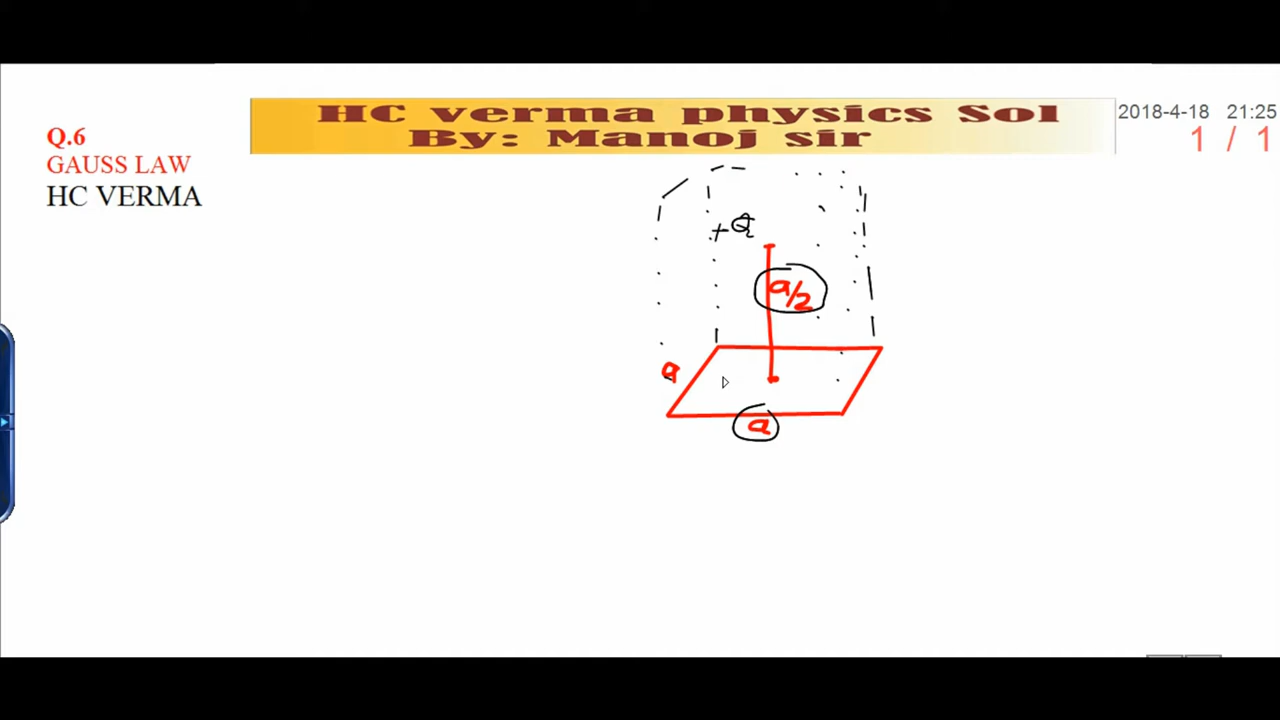 Q.6
GAUSS LAW
HC VERMA
HC verma physics Sol
By: Manoj sir
2018-4-18 21:25
1 / 1
+Q
a/2
a
a